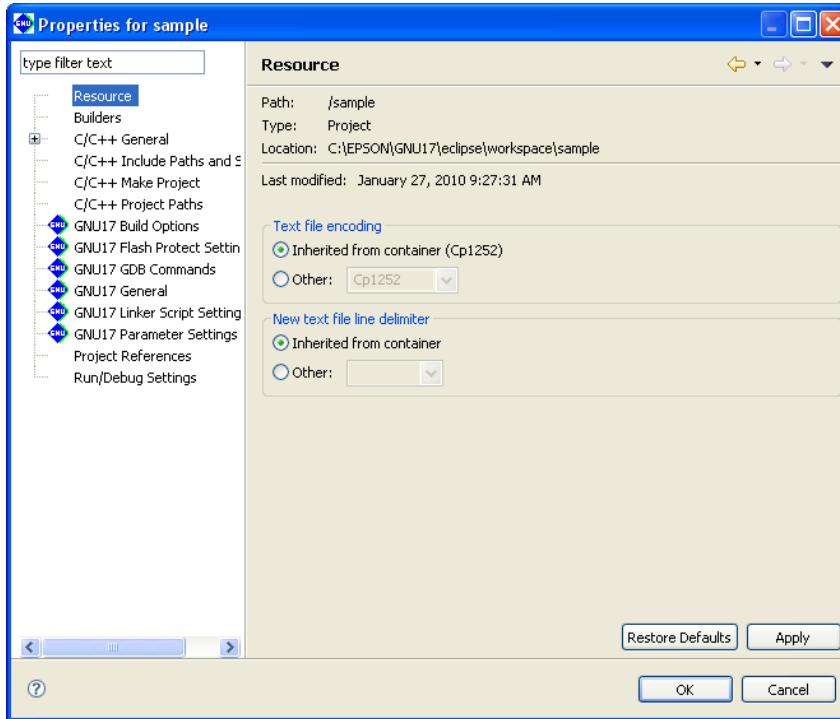 Properties for sample
type filter text
Resource
Builders
C/C++ General
C/C++ Include Paths and S
C/C++ Make Project
C/C++ Project Paths
GNU17 Build Options
GNU17 Flash Protect Settin
GNU17 GDB Commands
GNU17 General
GNU17 Linker Script Setting
GNU17 Parameter Settings
Project References
Run/Debug Settings
Resource
Path: /sample
Type: Project
Location: C:\EPSON\GNU17\eclipse\workspace\sample
Last modified: January 27, 2010 9:27:31 AM
Text file encoding
Inherited from container (Cp1252)
Other: Cp1252
New text file line delimiter
Inherited from container
Other:
Restore Defaults Apply
? OK Cancel